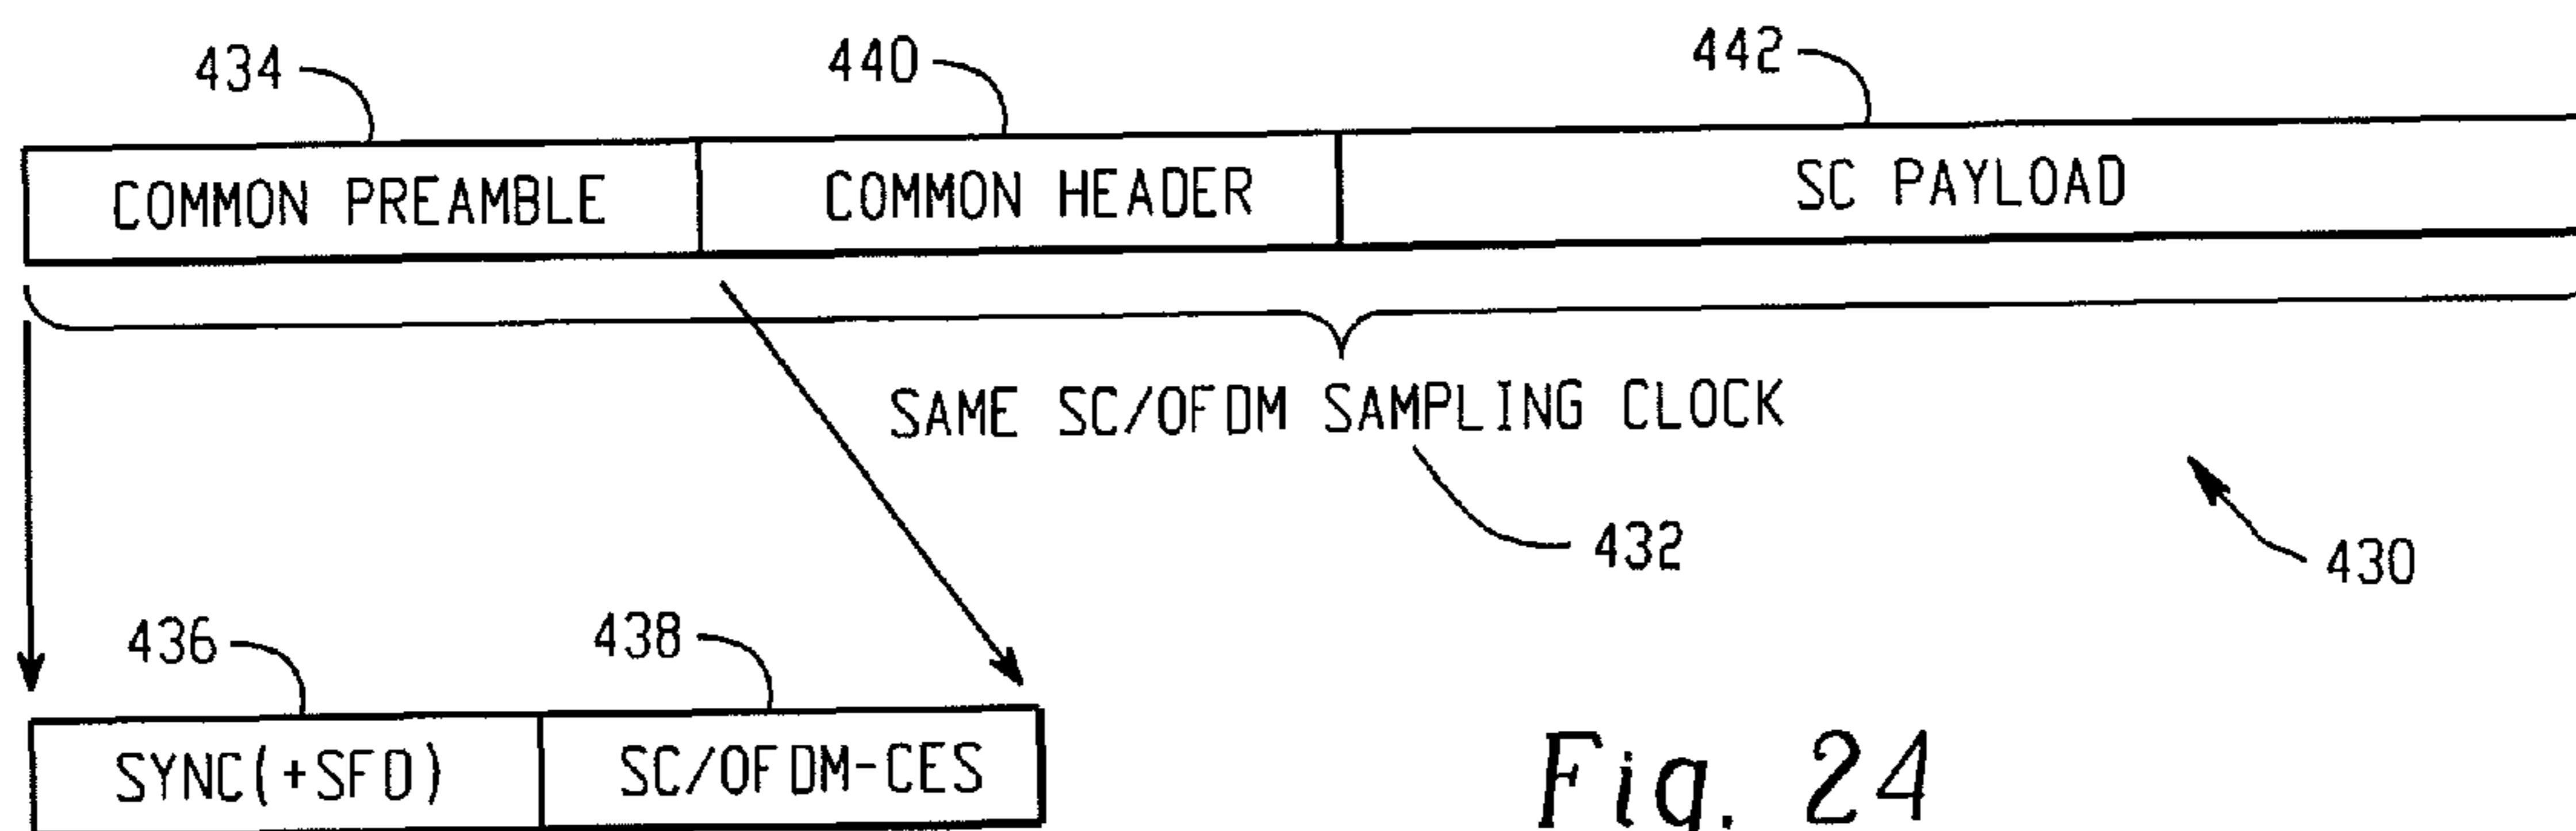 434
440
442
COMMON PREAMBLE
COMMON HEADER
SC PAYLOAD
SAME SC/OFDM SAMPLING CLOCK
432
430
436
438
SYNC(+SFD)
SC/OFDM-CES
Fig. 24